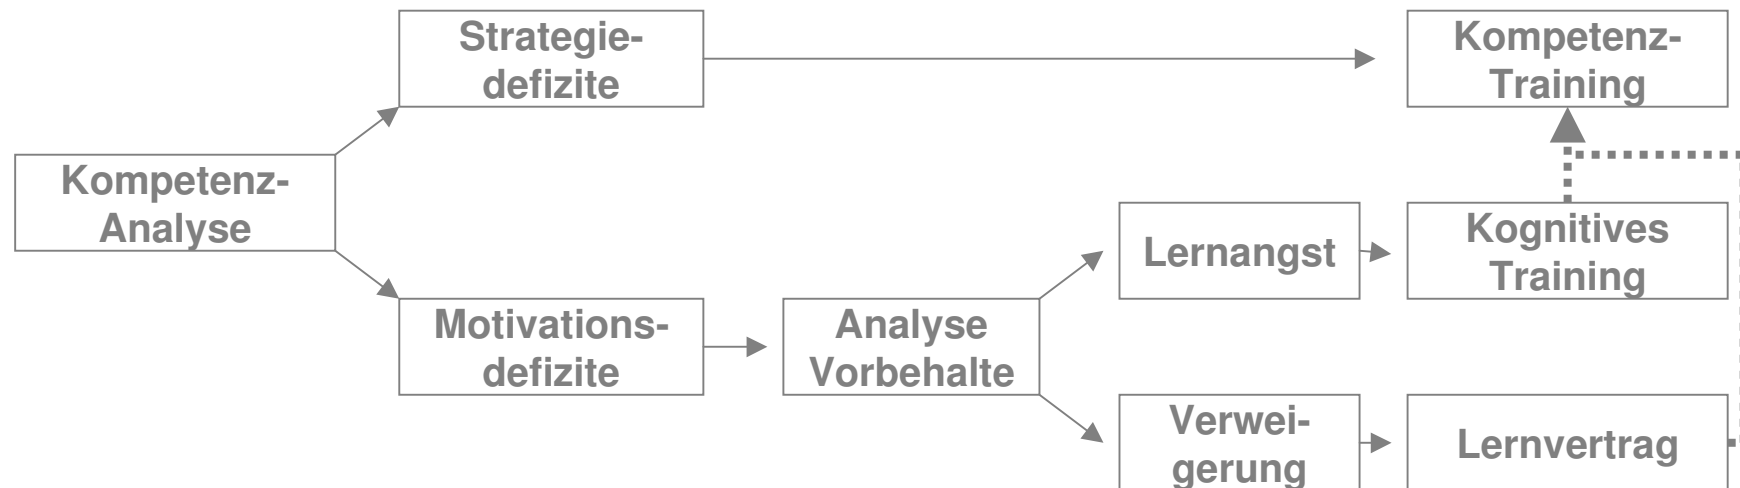 Strategie-
defizite
Kompetenz-
Training
Kompetenz-
Analyse
Lernangst
Kognitives
Training
Motivations-
defizite
Analyse
Vorbehalte
Verwei-
gerung
Lernvertrag